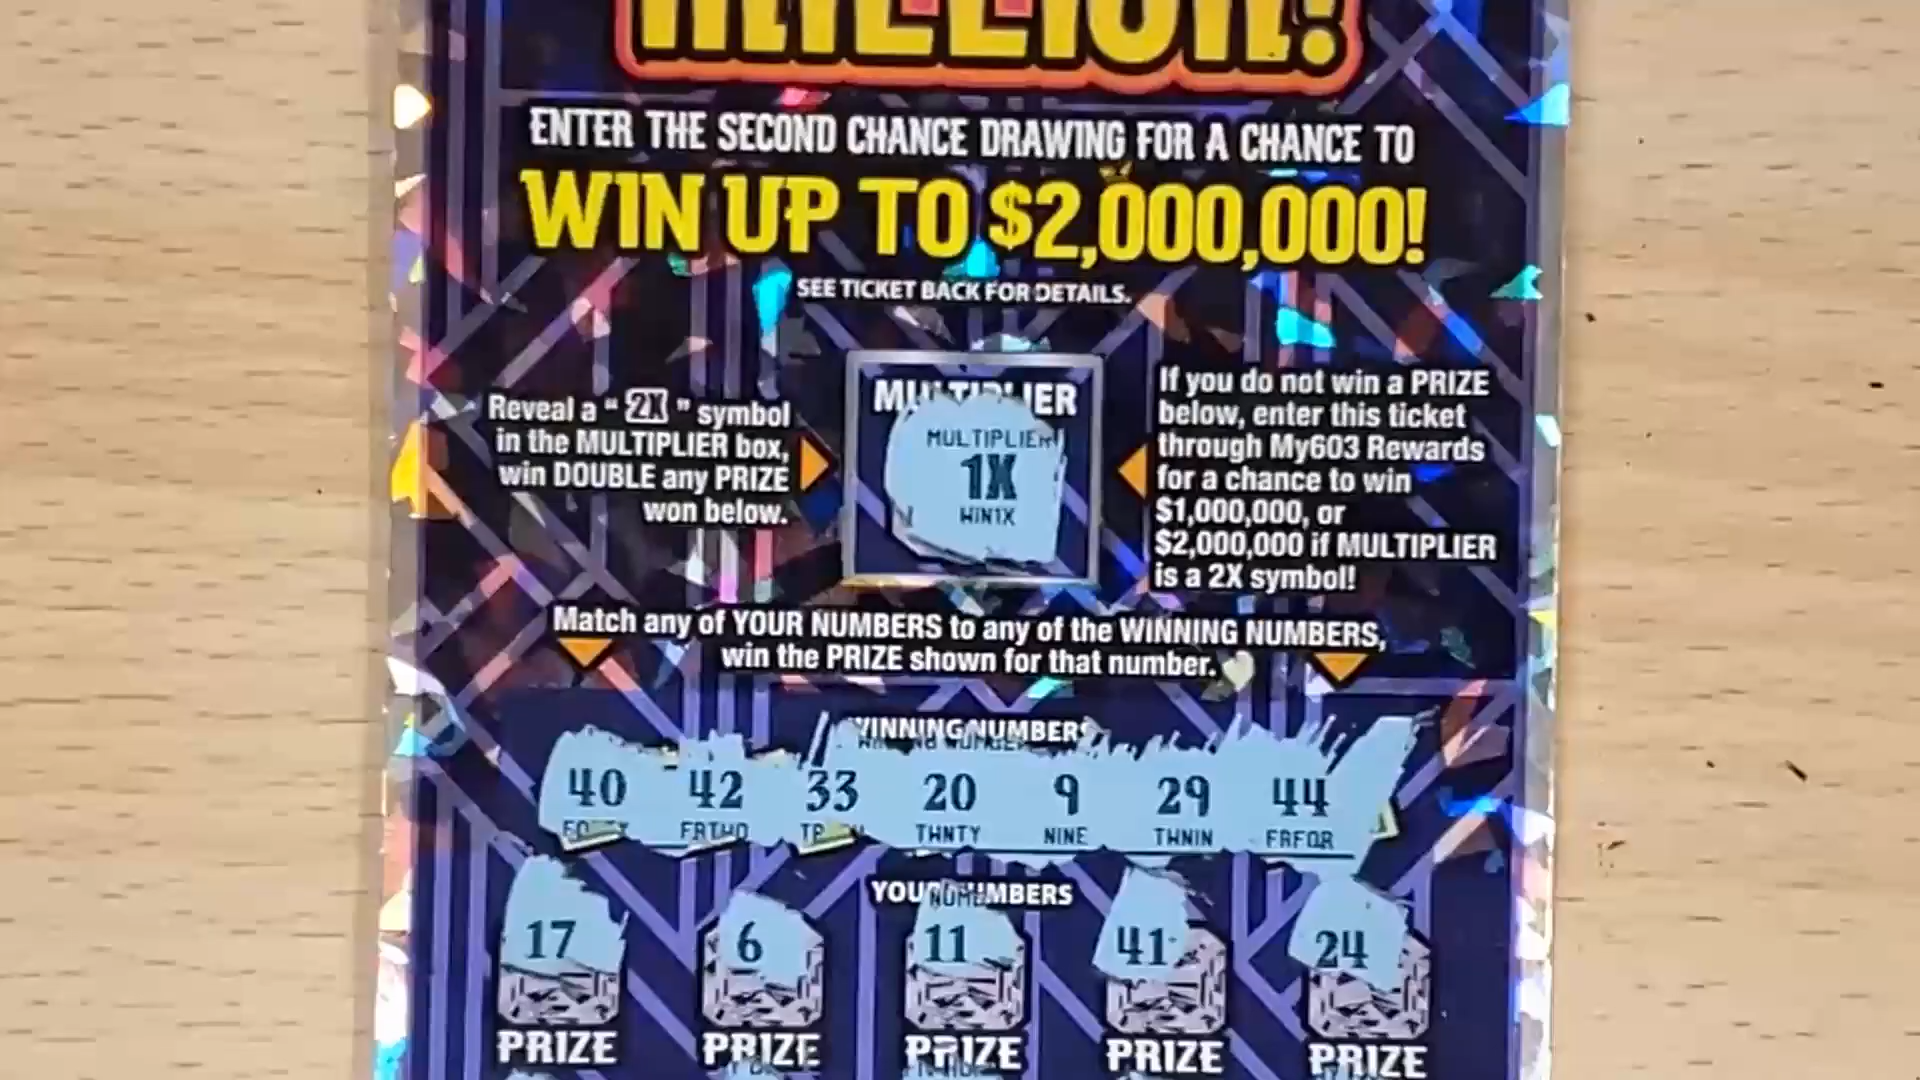 MILLION!
ENTER THE SECOND CHANCE DRAWING FOR A CHANCE TO
WIN UP TO $2,000,000!
SEE TICKET BACK FOR DETAILS.
Reveal a "2X" symbol
in the MULTIPLIER box,
win DOUBLE any PRIZE
won below.
MULTIPLIER
MULTIPLIER
1X
WIN1X
If you do not win a PRIZE
below, enter this ticket
through My603 Rewards
for a chance to win
$1,000,000, or
$2,000,000 if MULTIPLIER
is a 2X symbol!
Match any of YOUR NUMBERS to any of the WINNING NUMBERS,
win the PRIZE shown for that number.
WINNING NUMBERS
40 42 33 20 9 29 44
FRTWO TWNTY NINE TWNIN FRFOR
YOUR NUMBERS
17 6 11 41 24
PRIZE PRIZE PRIZE PRIZE PRIZE